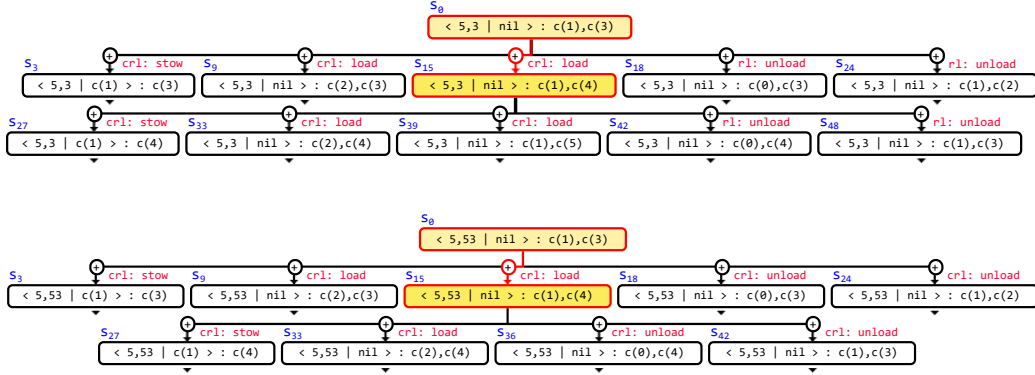 S0
< 5,3 | nil > : c(1),c(3)
+ + + + +
S3 crl: stow S9 crl: load S15 crl: load S18 rl: unload S24 rl: unload
< 5,3 | c(1) > : c(3) < 5,3 | nil > : c(2),c(3) < 5,3 | nil > : c(1),c(4) < 5,3 | nil > : c(0),c(3) < 5,3 | nil > : c(1),c(2)
+ + + + +
S27 crl: stow S33 crl: load S39 crl: load S42 rl: unload S48 rl: unload
< 5,3 | c(1) > : c(4) < 5,3 | nil > : c(2),c(4) < 5,3 | nil > : c(1),c(5) < 5,3 | nil > : c(0),c(4) < 5,3 | nil > : c(1),c(3)
S0
< 5,53 | nil > : c(1),c(3)
+ + + + +
S3 crl: stow S9 crl: load S15 crl: load S18 crl: unload S24 crl: unload
< 5,53 | c(1) > : c(3) < 5,53 | nil > : c(2),c(3) < 5,53 | nil > : c(1),c(4) < 5,53 | nil > : c(0),c(3) < 5,53 | nil > : c(1),c(2)
+ + + +
S27 crl: stow S33 crl: load S36 crl: unload S42 crl: unload
< 5,53 | c(1) > : c(4) < 5,53 | nil > : c(2),c(4) < 5,53 | nil > : c(0),c(4) < 5,53 | nil > : c(1),c(3)